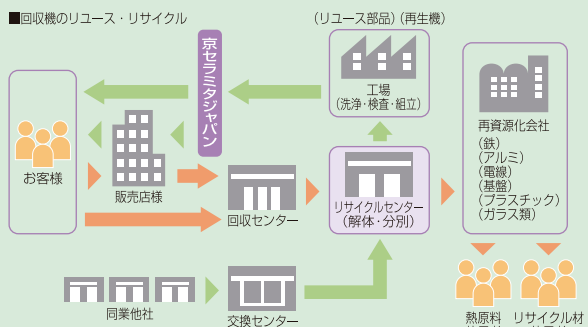 ■回収機のリユース・リサイクル
（リユース部品）（再生機）
京セラミタジャパン
工場
（洗浄・検査・組立）
再資源化会社
（鉄）
（アルミ）
（電線）
（基盤）
（プラスチック）
（ガラス類）
お客様
販売店様
回収センター
リサイクルセンター
（解体・分別）
同業他社
交換センター
熱原料
リサイクル材